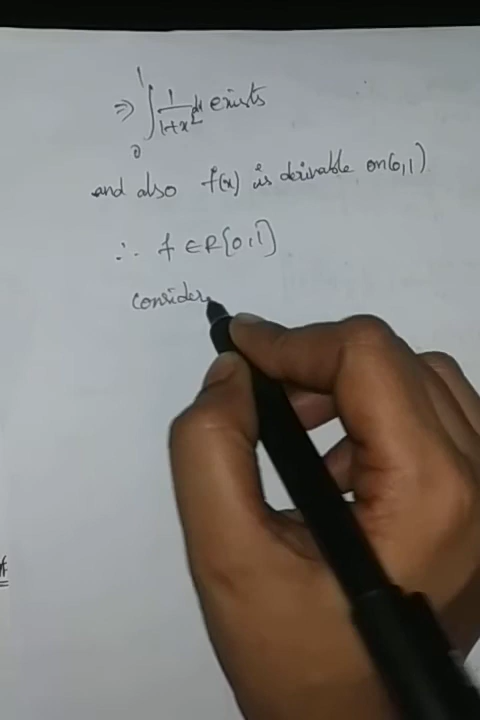 ⇒ ∫₀¹ 1/(1+x²) dx exists
and also f(x) is derivable on (0,1)
∴ f ∈ R[0,1]
consider